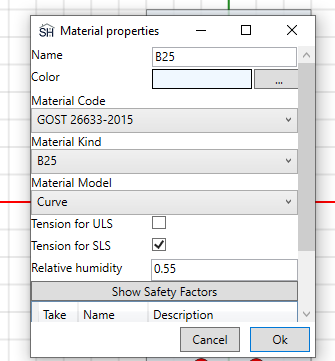 SH Material properties
Name B25
Color ...
Material Code
GOST 26633-2015
Material Kind
B25
Material Model
Curve
Tension for ULS
Tension for SLS
Relative humidity 0.55
Show Safety Factors
Take Name Description
Cancel Ok